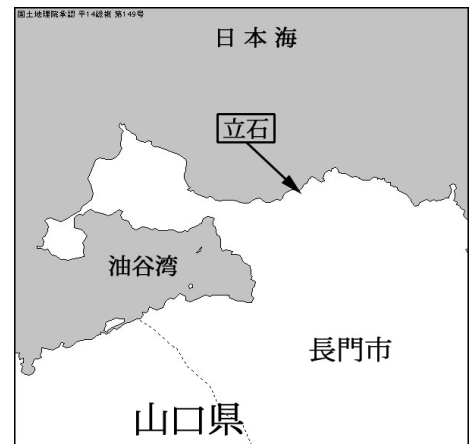 国土地理院承認 平14総複 第149号
日本海
立石
油谷湾
長門市
山口県